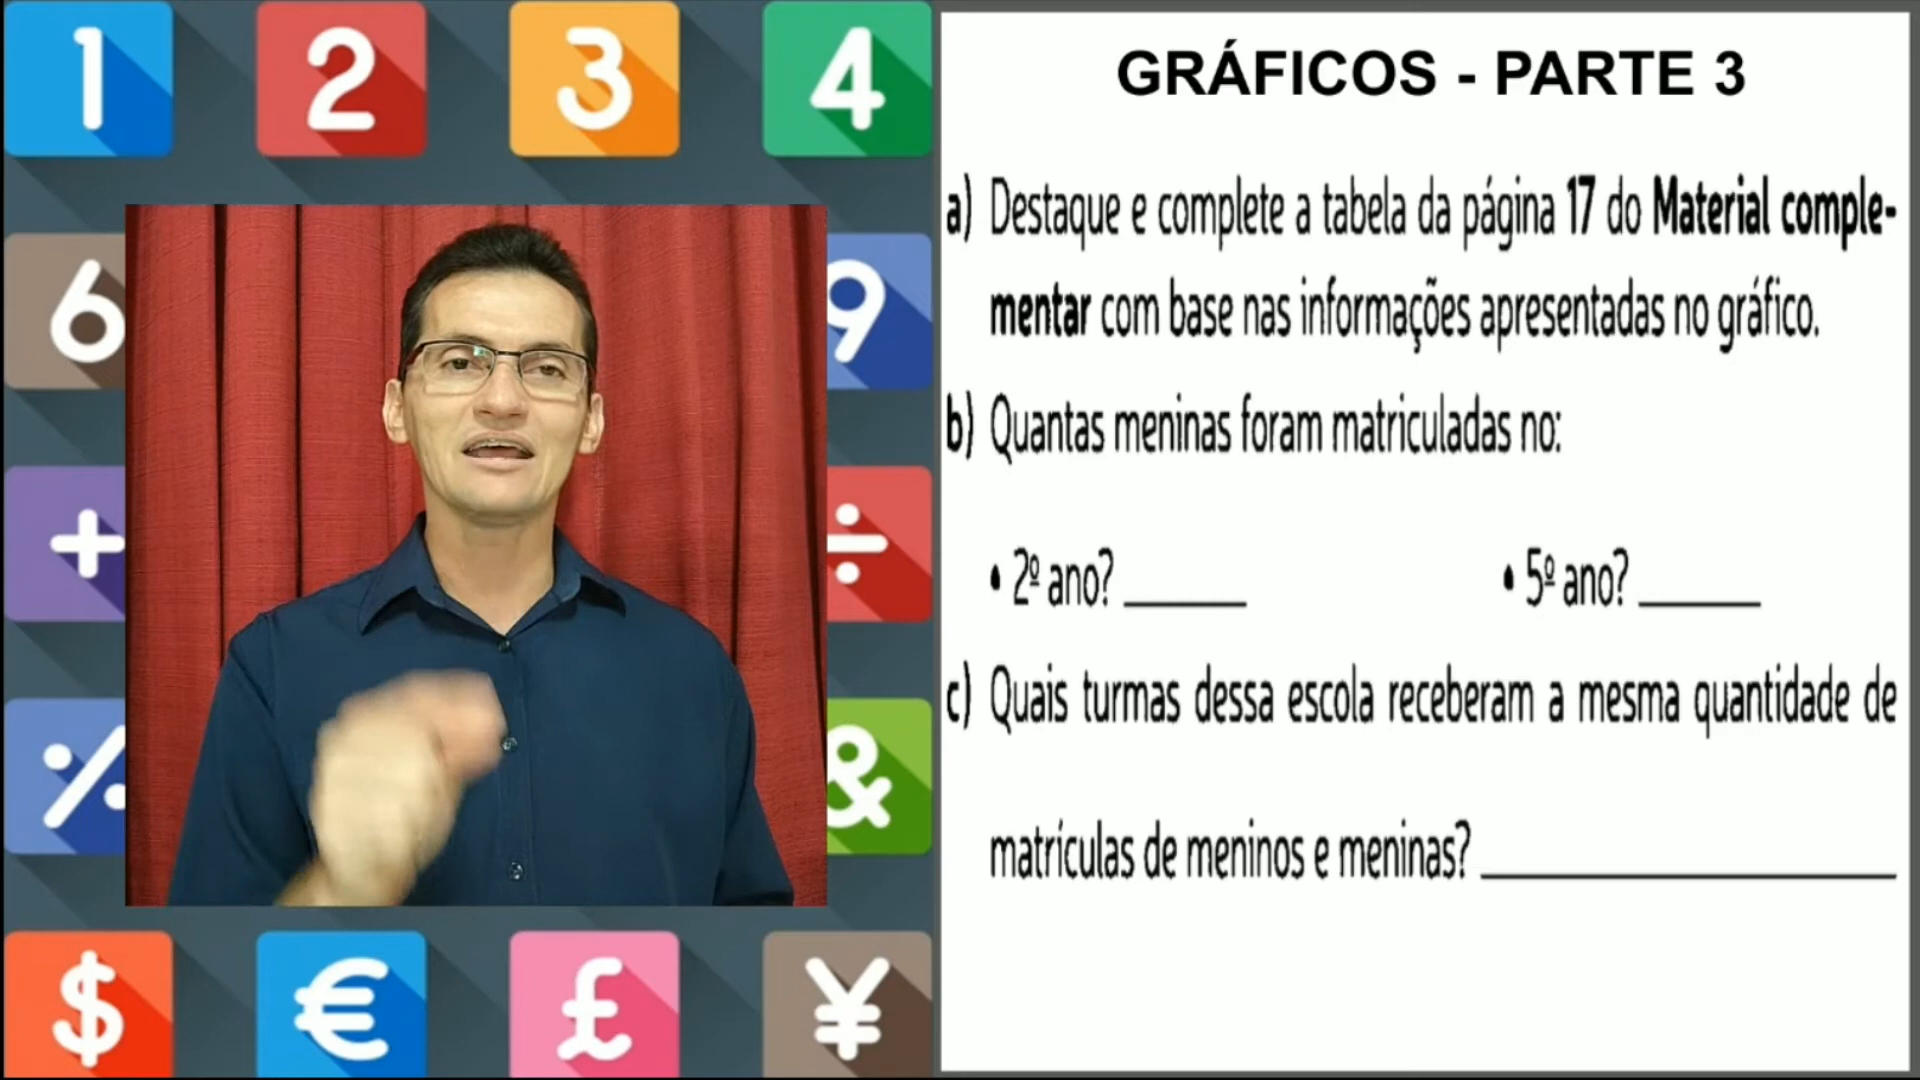 1 2 3 4
6 9
+ ÷
% &
$ € £ ¥
GRÁFICOS - PARTE 3
a) Destaque e complete a tabela da página 17 do Material comple-
mentar com base nas informações apresentadas no gráfico.
b) Quantas meninas foram matriculadas no:
• 2º ano? ______ • 5º ano? ______
c) Quais turmas dessa escola receberam a mesma quantidade de
matrículas de meninos e meninas? ____________________